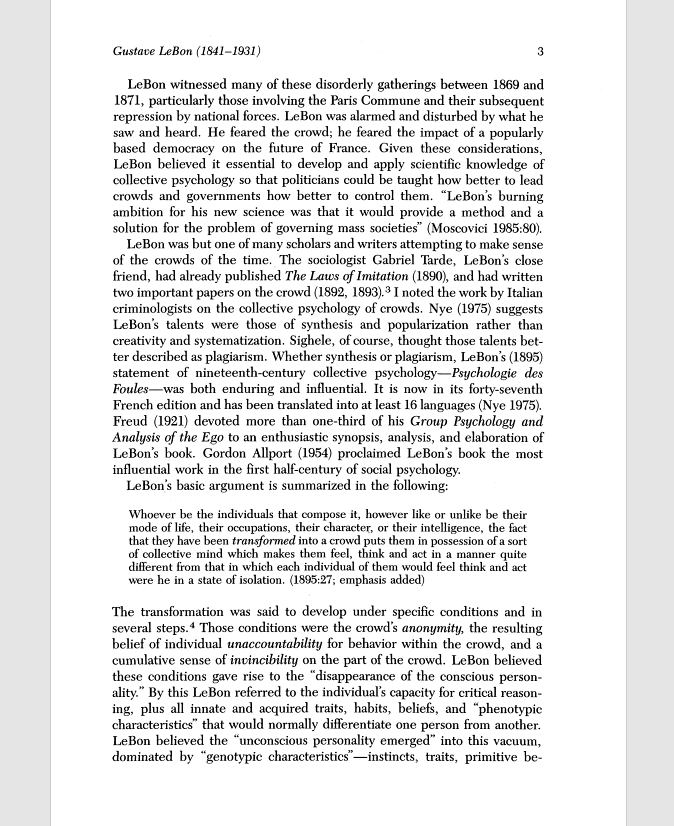 Gustave LeBon (1841–1931) 3
LeBon witnessed many of these disorderly gatherings between 1869 and
1871, particularly those involving the Paris Commune and their subsequent
repression by national forces. LeBon was alarmed and disturbed by what he
saw and heard. He feared the crowd; he feared the impact of a popularly
based democracy on the future of France. Given these considerations,
LeBon believed it essential to develop and apply scientific knowledge of
collective psychology so that politicians could be taught how better to lead
crowds and governments how better to control them. “LeBon’s burning
ambition for his new science was that it would provide a method and a
solution for the problem of governing mass societies” (Moscovici 1985:80).
LeBon was but one of many scholars and writers attempting to make sense
of the crowds of the time. The sociologist Gabriel Tarde, LeBon’s close
friend, had already published The Laws of Imitation (1890), and had written
two important papers on the crowd (1892, 1893).3 I noted the work by Italian
criminologists on the collective psychology of crowds. Nye (1975) suggests
LeBon’s talents were those of synthesis and popularization rather than
creativity and systematization. Sighele, of course, thought those talents bet-
ter described as plagiarism. Whether synthesis or plagiarism, LeBon’s (1895)
statement of nineteenth-century collective psychology—Psychologie des
Foules—was both enduring and influential. It is now in its forty-seventh
French edition and has been translated into at least 16 languages (Nye 1975).
Freud (1921) devoted more than one-third of his Group Psychology and
Analysis of the Ego to an enthusiastic synopsis, analysis, and elaboration of
LeBon’s book. Gordon Allport (1954) proclaimed LeBon’s book the most
influential work in the first half-century of social psychology.
LeBon’s basic argument is summarized in the following:
Whoever be the individuals that compose it, however like or unlike be their
mode of life, their occupations, their character, or their intelligence, the fact
that they have been transformed into a crowd puts them in possession of a sort
of collective mind which makes them feel, think and act in a manner quite
different from that in which each individual of them would feel think and act
were he in a state of isolation. (1895:27; emphasis added)
The transformation was said to develop under specific conditions and in
several steps.4 Those conditions were the crowd’s anonymity, the resulting
belief of individual unaccountability for behavior within the crowd, and a
cumulative sense of invincibility on the part of the crowd. LeBon believed
these conditions gave rise to the “disappearance of the conscious person-
ality.” By this LeBon referred to the individual’s capacity for critical reason-
ing, plus all innate and acquired traits, habits, beliefs, and “phenotypic
characteristics” that would normally differentiate one person from another.
LeBon believed the “unconscious personality emerged” into this vacuum,
dominated by “genotypic characteristics”—instincts, traits, primitive be-